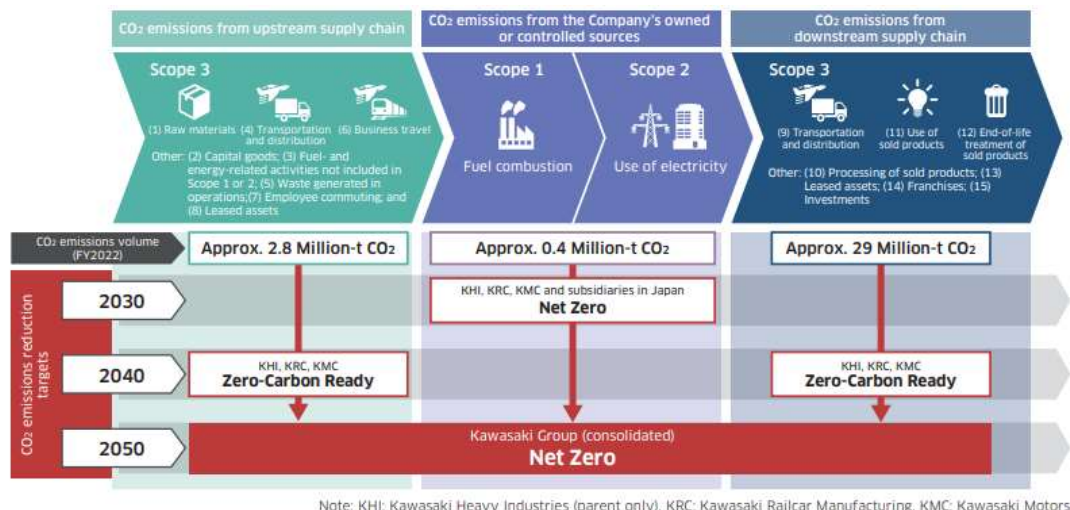 CO₂ emissions from upstream supply chain
CO₂ emissions from the Company's owned
or controlled sources
CO₂ emissions from
downstream supply chain
Scope 3
(1) Raw materials
(4) Transportation
and distribution
(6) Business travel
Other: (2) Capital goods; (3) Fuel- and
energy-related activities not included in
Scope 1 or 2; (5) Waste generated in
operations;(7) Employee commuting; and
(8) Leased assets
Scope 1
Fuel combustion
Scope 2
Use of electricity
Scope 3
(9) Transportation
and distribution
(11) Use of
sold products
(12) End-of-life
treatment of
sold products
Other: (10) Processing of sold products; (13)
Leased assets; (14) Franchises; (15)
Investments
CO₂ emissions volume
(FY2022)
Approx. 2.8 Million-t CO₂
Approx. 0.4 Million-t CO₂
Approx. 29 Million-t CO₂
CO₂ emissions reduction
targets
2030
KHI, KRC, KMC and subsidiaries in Japan
Net Zero
2040
KHI, KRC, KMC
Zero-Carbon Ready
KHI, KRC, KMC
Zero-Carbon Ready
2050
Kawasaki Group (consolidated)
Net Zero
Note: KHI: Kawasaki Heavy Industries (parent only), KRC: Kawasaki Railcar Manufacturing, KMC: Kawasaki Motors